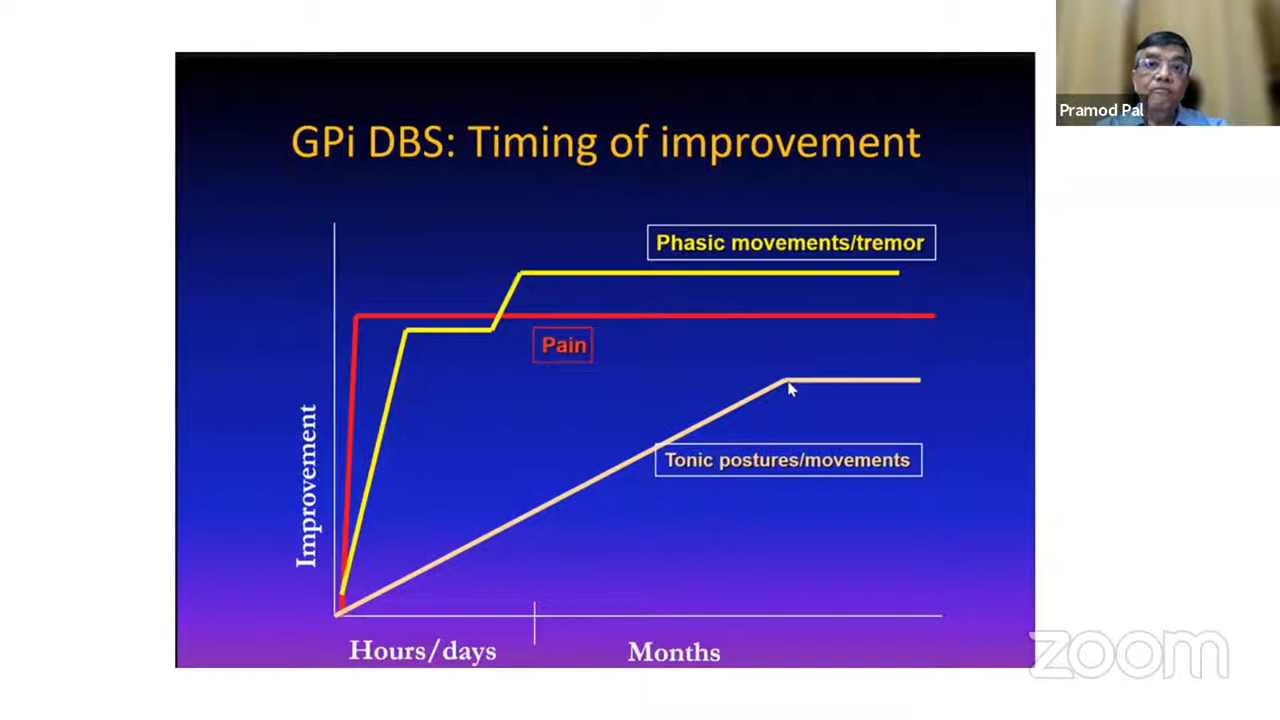 Pramod Pal
GPi DBS: Timing of improvement
Phasic movements/tremor
Pain
Tonic postures/movements
Improvement
Hours/days
Months
zoom